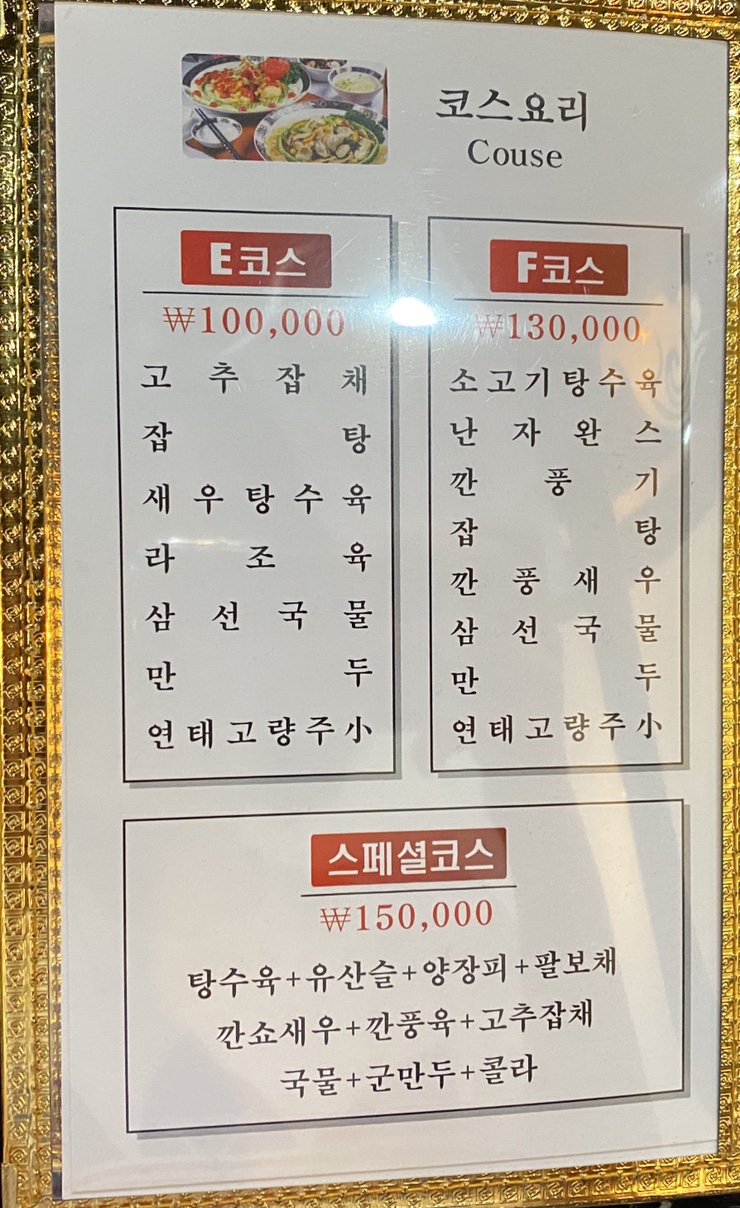 코스요리
Couse
E코스
₩100,000
고추잡채
잡탕
새우탕수육
라조육
삼선국물
만두
연태고량주小
F코스
₩130,000
소고기탕수육
난자완스
깐풍기
잡탕
깐풍새우
삼선국물
만두
연태고량주小
스페셜코스
₩150,000
탕수육+유산슬+양장피+팔보채
깐쇼새우+깐풍육+고추잡채
국물+군만두+콜라